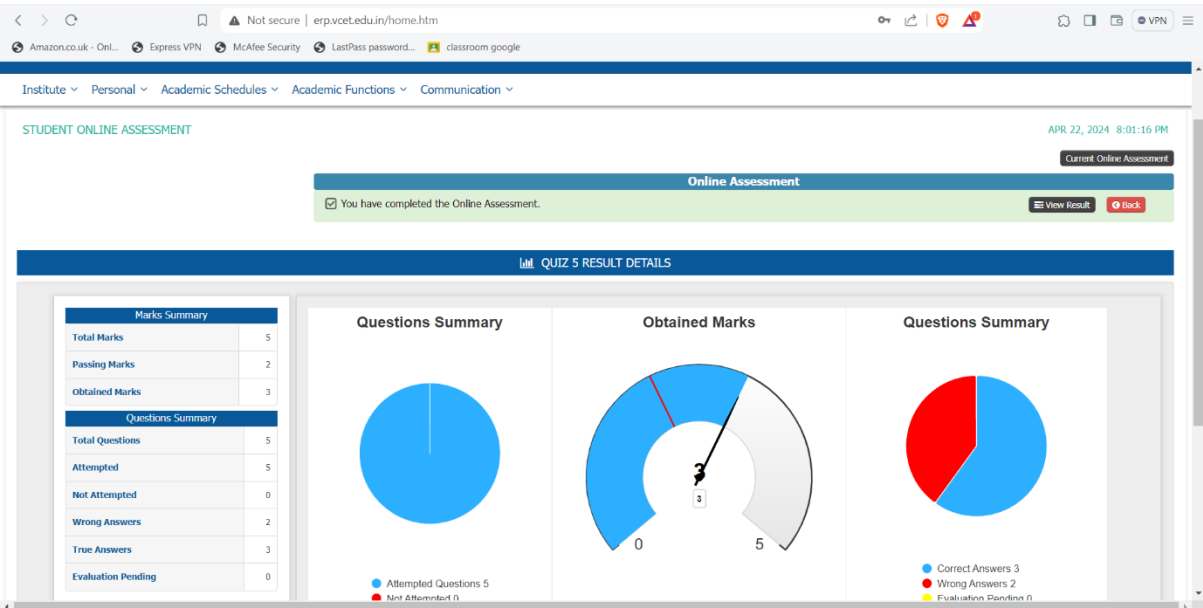 Not secure | erp.vcet.edu.in/home.htm
VPN
Amazon.co.uk - Onl... Express VPN McAfee Security LastPass password... classroom google
Institute Personal Academic Schedules Academic Functions Communication
STUDENT ONLINE ASSESSMENT
APR 22, 2024 8:01:16 PM
Current Online Assessment
Online Assessment
You have completed the Online Assessment.
View Result Back
QUIZ 5 RESULT DETAILS
Marks Summary
Total Marks 5
Passing Marks 2
Obtained Marks 3
Questions Summary
Total Questions 5
Attempted 5
Not Attempted 0
Wrong Answers 2
True Answers 3
Evaluation Pending 0
Questions Summary
Attempted Questions 5
Not Attempted 0
Obtained Marks
3
3
0 5
Questions Summary
Correct Answers 3
Wrong Answers 2
Evaluation Pending 0